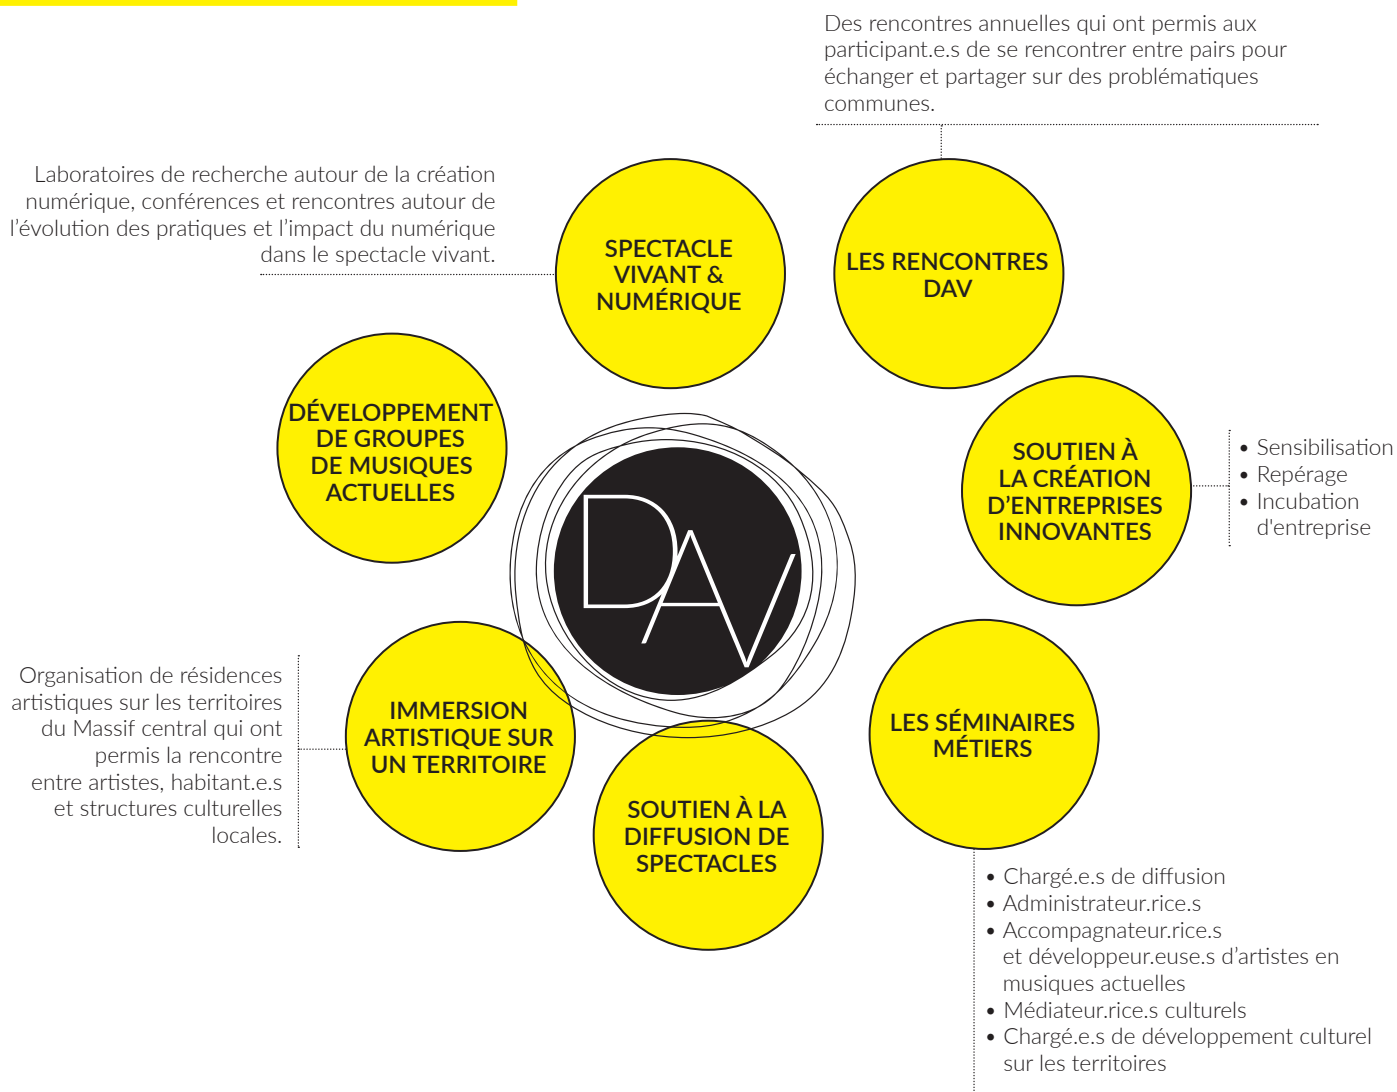 Des rencontres annuelles qui ont permis aux
participant.e.s de se rencontrer entre pairs pour
échanger et partager sur des problématiques
communes.
Laboratoires de recherche autour de la création
numérique, conférences et rencontres autour de
l’évolution des pratiques et l’impact du numérique
dans le spectacle vivant.
SPECTACLE
VIVANT &
NUMÉRIQUE
LES RENCONTRES
DAV
DÉVELOPPEMENT
DE GROUPES
DE MUSIQUES
ACTUELLES
SOUTIEN À
LA CRÉATION
D’ENTREPRISES
INNOVANTES
• Sensibilisation
• Repérage
• Incubation
d'entreprise
DAV
Organisation de résidences
artistiques sur les territoires
du Massif central qui ont
permis la rencontre
entre artistes, habitant.e.s
et structures culturelles
locales.
IMMERSION
ARTISTIQUE SUR
UN TERRITOIRE
LES SÉMINAIRES
MÉTIERS
SOUTIEN À LA
DIFFUSION DE
SPECTACLES
• Chargé.e.s de diffusion
• Administrateur.rice.s
• Accompagnateur.rice.s
et développeur.euse.s d’artistes en
musiques actuelles
• Médiateur.rice.s culturels
• Chargé.e.s de développement culturel
sur les territoires